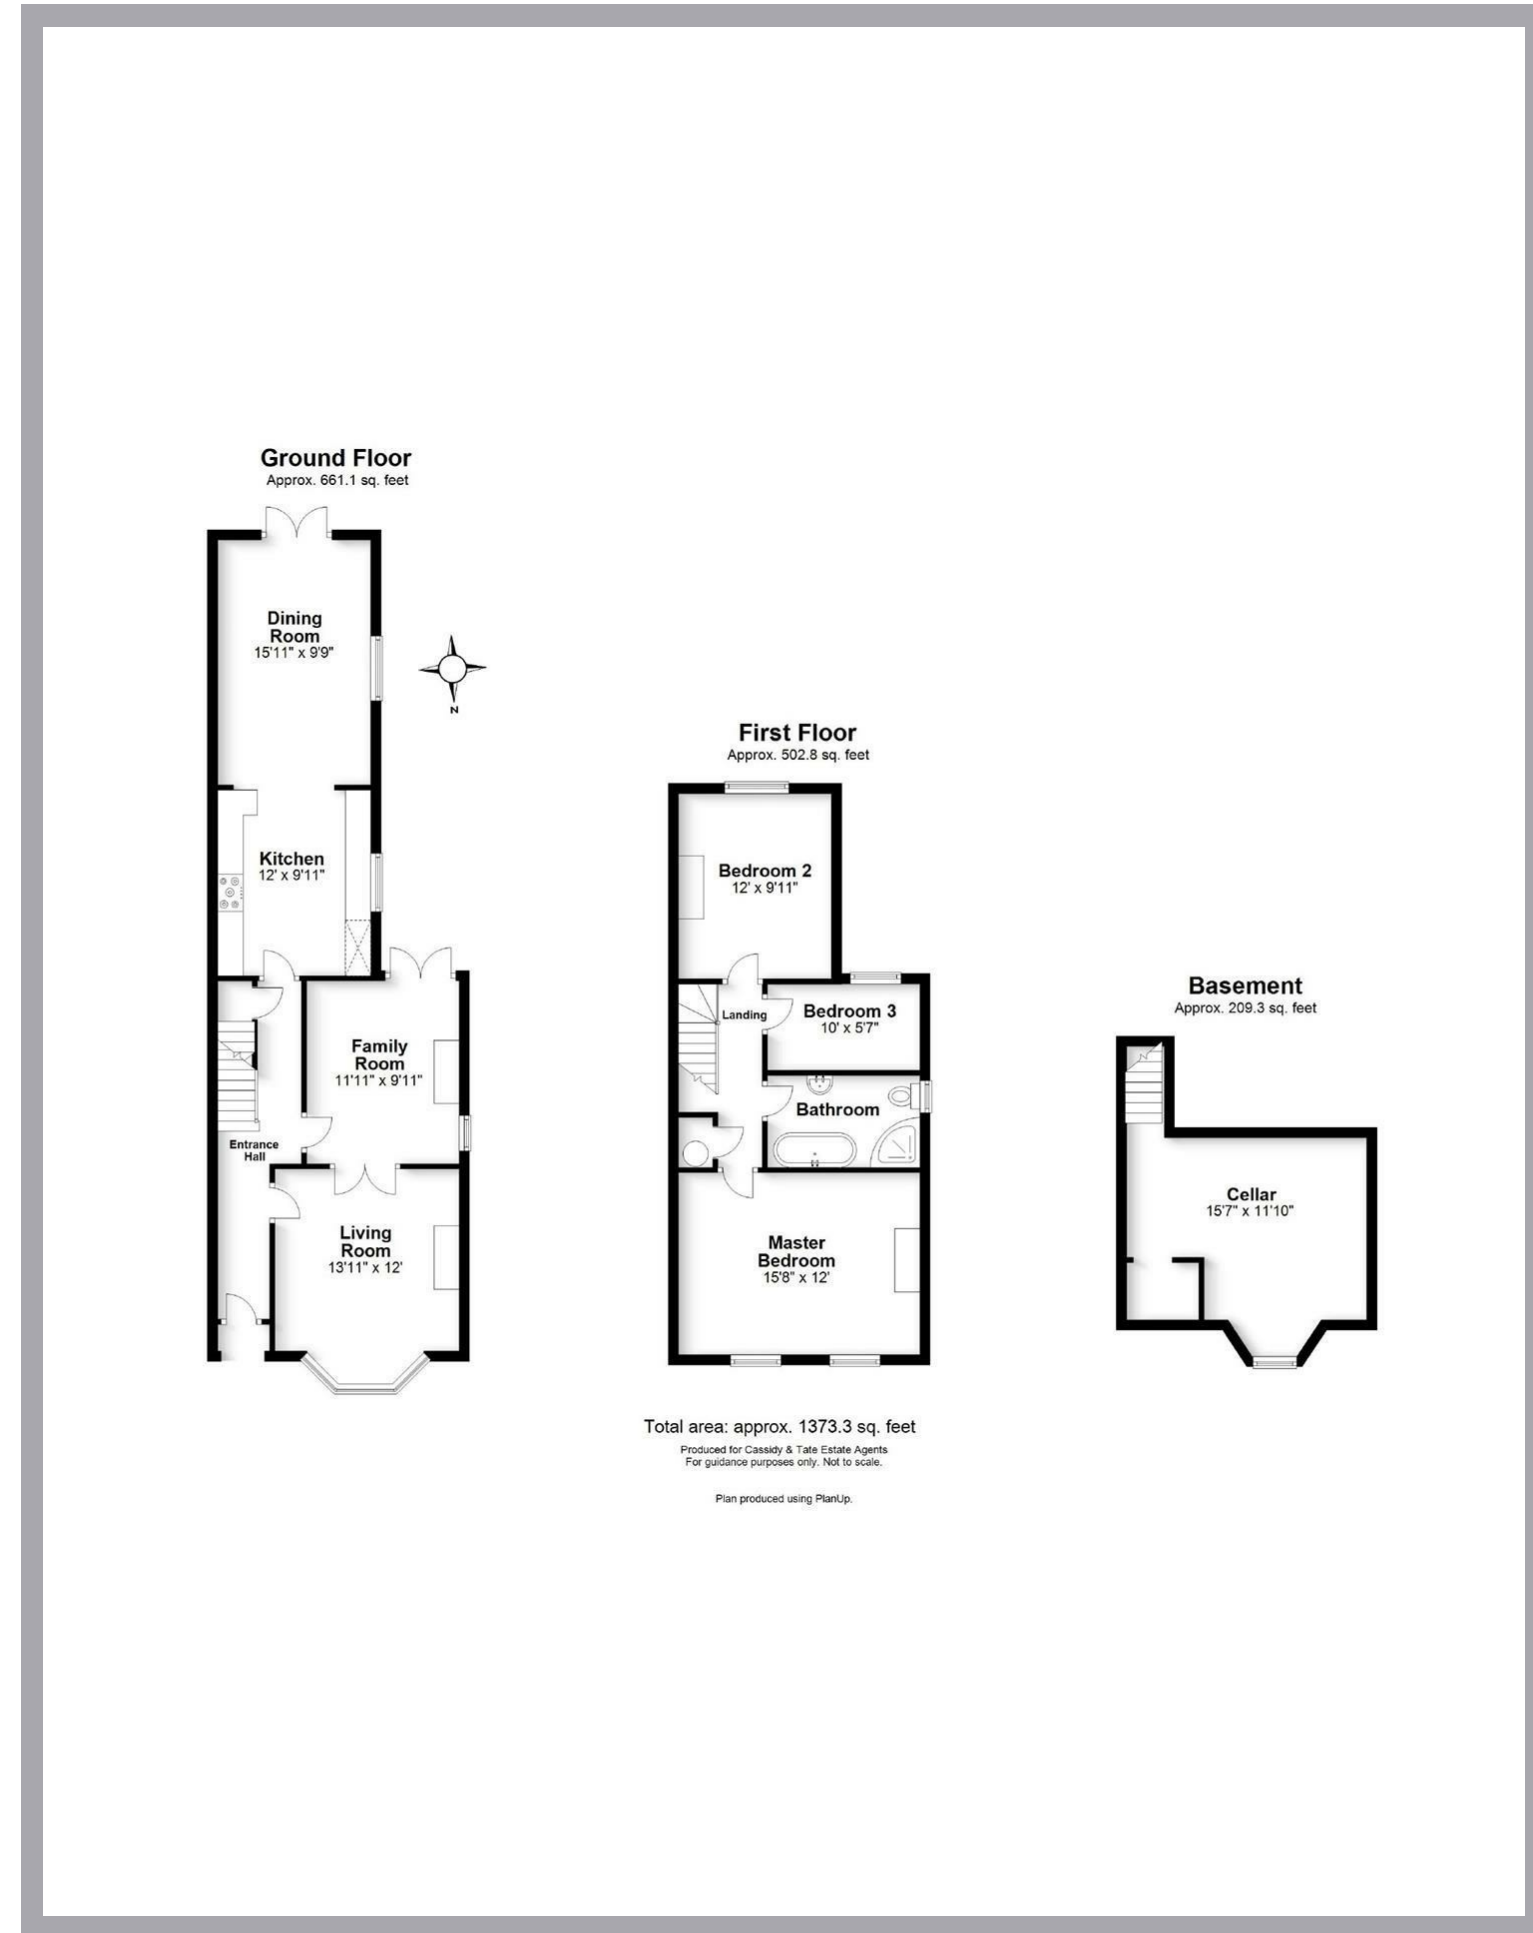 Ground Floor
Approx. 661.1 sq. feet
Dining
Room
15'11" x 9'9"
N
Kitchen
12' x 9'11"
Family
Room
11'11" x 9'11"
Entrance
Hall
Living
Room
13'11" x 12'
First Floor
Approx. 502.8 sq. feet
Bedroom 2
12' x 9'11"
Landing
Bedroom 3
10' x 5'7"
Bathroom
Master
Bedroom
15'8" x 12'
Basement
Approx. 209.3 sq. feet
Cellar
15'7" x 11'10"
Total area: approx. 1373.3 sq. feet
Produced for Cassidy & Tate Estate Agents
For guidance purposes only. Not to scale.
Plan produced using PlanUp.